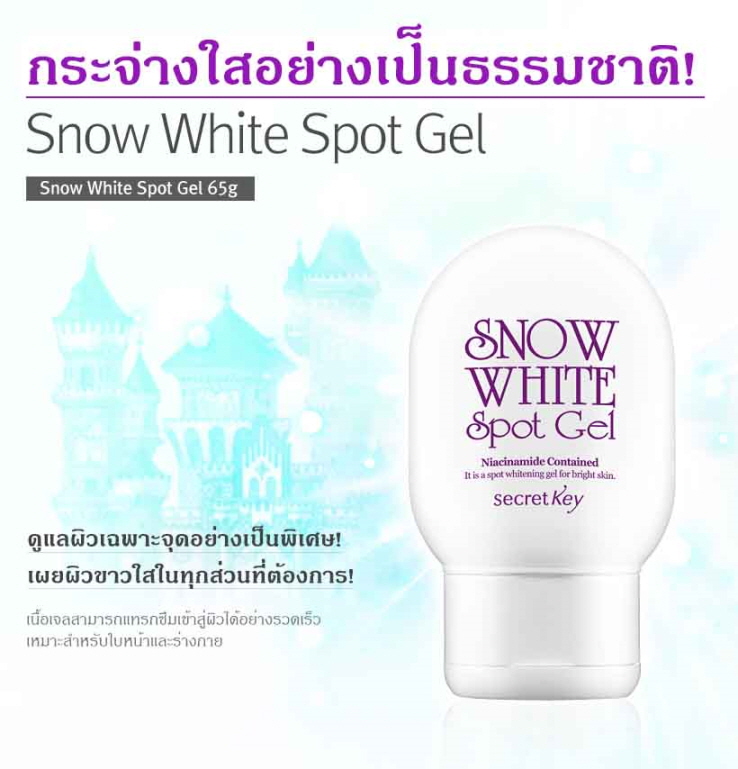 กระจ่างใสอย่างเป็นธรรมชาติ!
Snow White Spot Gel
Snow White Spot Gel 65g
SNOW
WHITE
Spot Gel
Niacinamide Contained
It is a spot whitening gel for bright skin.
secret Key
ดูแลผิวเฉพาะจุดอย่างเป็นพิเศษ!
เผยผิวขาวใสในทุกส่วนที่ต้องการ!
เนื้อเจลสามารถแทรกซึมเข้าสู่ผิวได้อย่างรวดเร็ว
เหมาะสำหรับใบหน้าและร่างกาย